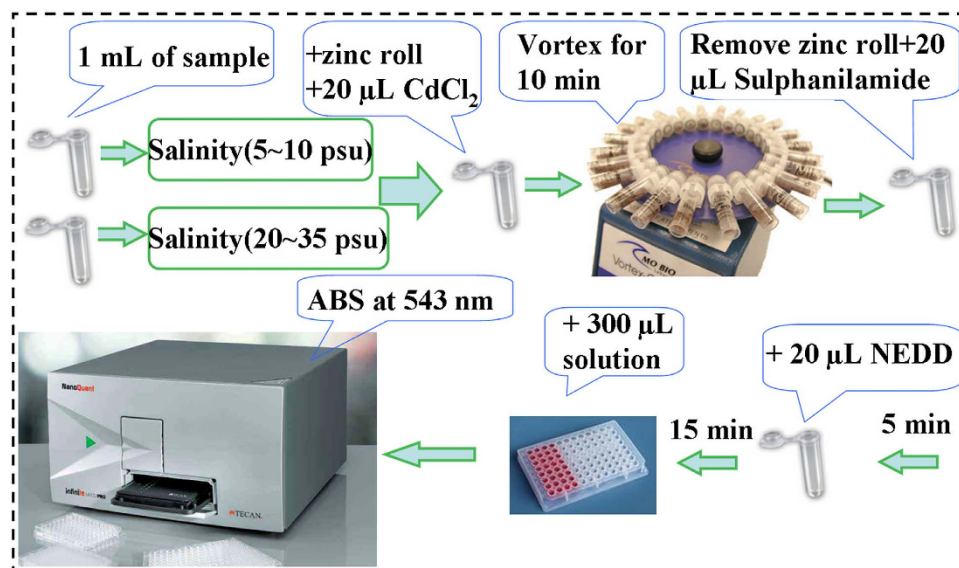 1 mL of sample
+zinc roll
+20 μL CdCl₂
Vortex for
10 min
Remove zinc roll+20
μL Sulphanilamide
Salinity(5~10 psu)
Salinity(20~35 psu)
MO BIO
Vortex-G
ABS at 543 nm
+ 300 μL
solution
+ 20 μL NEDD
NanoQuant
15 min
5 min
TECAN.